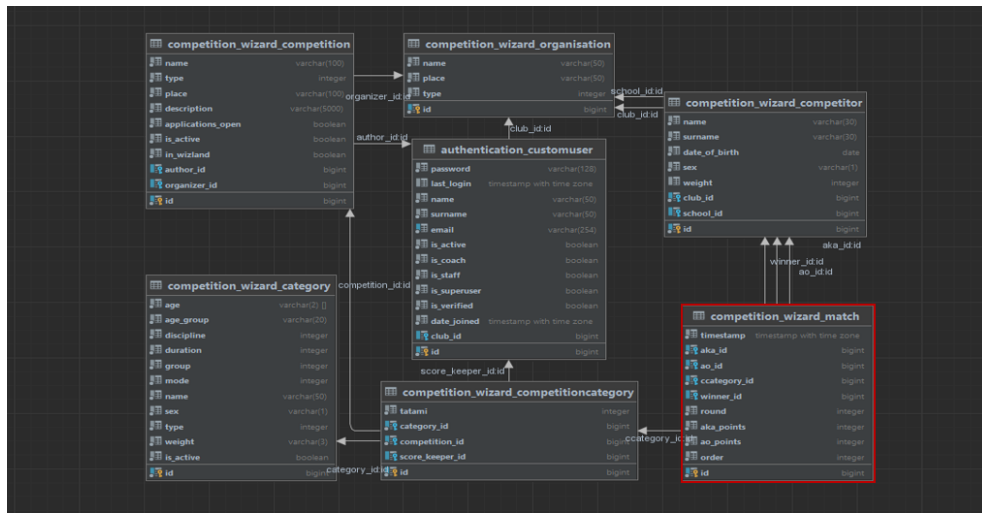 competition_wizard_competition
name varchar(100)
type integer
place varchar(100)
description varchar(5000)
applications_open boolean
is_active boolean
in_wizland boolean
author_id bigint
organizer_id bigint
id bigint
competition_wizard_organisation
name varchar(50)
place varchar(50)
type integer
id bigint
organizer_id:id
author_id:id
club_id:id
school_id:id
club_id:id
competition_wizard_competitor
name varchar(30)
surname varchar(30)
date_of_birth date
sex varchar(1)
weight integer
club_id bigint
school_id bigint
id bigint
authentication_customuser
password varchar(128)
last_login timestamp with time zone
name varchar(50)
surname varchar(50)
email varchar(254)
is_active boolean
is_coach boolean
is_staff boolean
is_superuser boolean
is_verified boolean
date_joined timestamp with time zone
club_id bigint
id bigint
aka_id:id
winner_id:id
ao_id:id
competition_id:id
competition_wizard_category
age varchar(2) []
age_group varchar(20)
discipline integer
duration integer
group integer
mode integer
name varchar(50)
sex varchar(1)
type integer
weight varchar(3)
is_active boolean
id bigint
score_keeper_id:id
competition_wizard_competitioncategory
tatami integer
category_id bigint
competition_id bigint
score_keeper_id bigint
id bigint
category_id:id
ccategory_id:id
competition_wizard_match
timestamp timestamp with time zone
aka_id bigint
ao_id bigint
ccategory_id bigint
winner_id bigint
round integer
aka_points integer
ao_points integer
order integer
id bigint